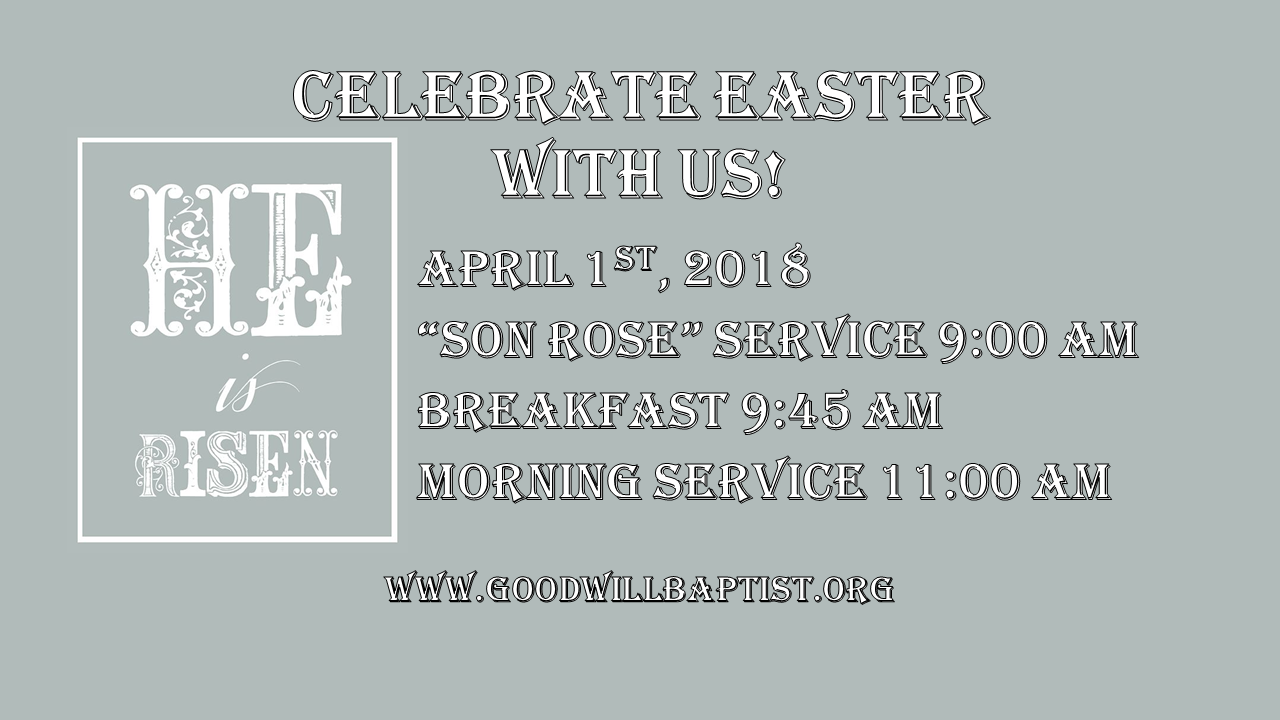 CELEBRATE EASTER
WITH US!
HE
is
RISEN
APRIL 1ST, 2018
“SON ROSE” SERVICE 9:00 AM
BREAKFAST 9:45 AM
MORNING SERVICE 11:00 AM
WWW.GOODWILLBAPTIST.ORG